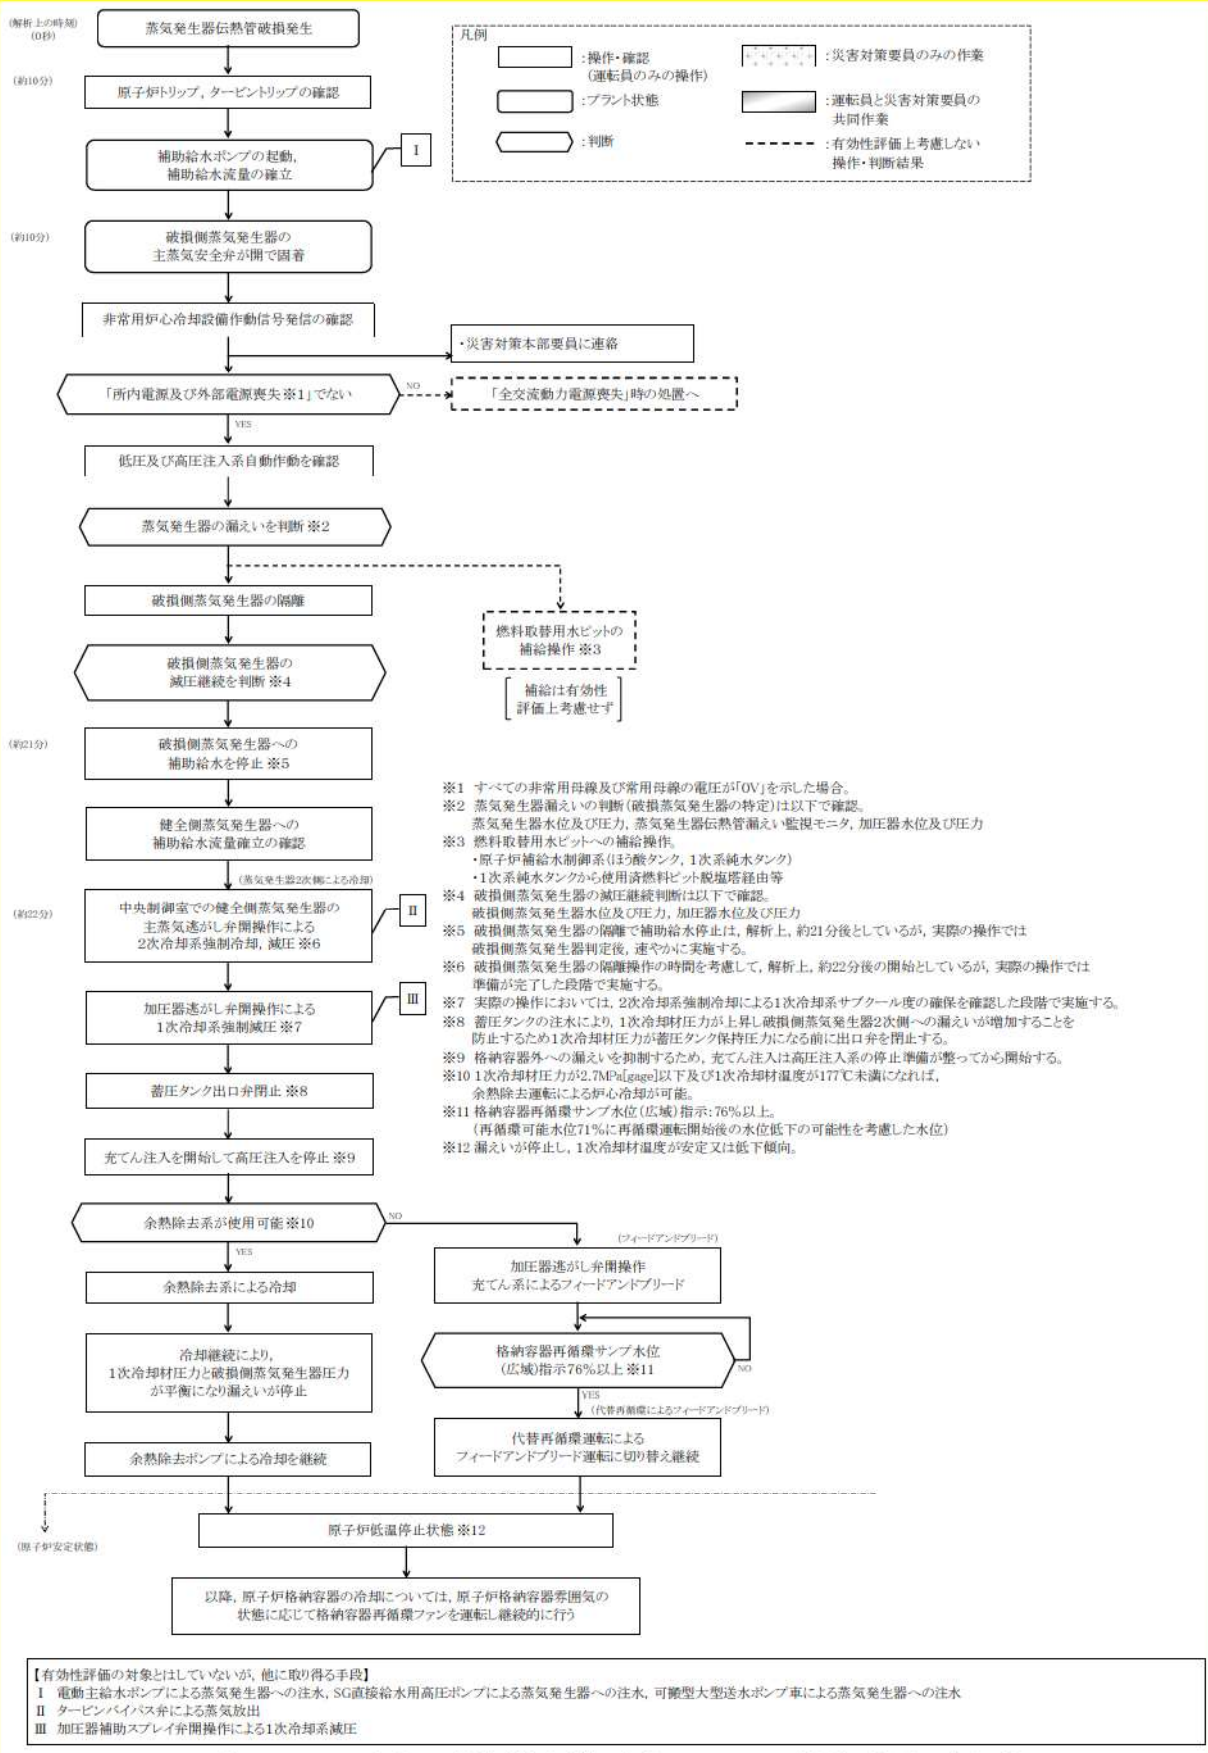 (解析上の時刻)
(0秒)
蒸気発生器伝熱管破損発生
凡例
:操作・確認
(運転員のみの操作)
:プラント状態
:判断
:災害対策要員のみの作業
:運転員と災害対策要員の
共同作業
:有効性評価上考慮しない
操作・判断結果
(約10分)
原子炉トリップ, タービントリップの確認
補助給水ポンプの起動,
補助給水流量の確立
I
(約10分)
破損側蒸気発生器の
主蒸気安全弁が開で固着
非常用炉心冷却設備作動信号発信の確認
・災害対策本部要員に連絡
「所内電源及び外部電源喪失※1」でない
NO
「全交流動力電源喪失」時の処置へ
YES
低圧及び高圧注入系自動作動を確認
蒸気発生器の漏えいを判断※2
破損側蒸気発生器の隔離
燃料取替用水ピットの
補給操作※3
補給は有効性
評価上考慮せず
破損側蒸気発生器の
減圧継続を判断※4
(約21分)
破損側蒸気発生器への
補助給水を停止※5
健全側蒸気発生器への
補助給水流量確立の確認
(蒸気発生器2次側による冷却)
(約22分)
中央制御室での健全側蒸気発生器の
主蒸気逃がし弁開操作による
2次冷却系強制冷却, 減圧※6
II
加圧器逃がし弁開操作による
1次冷却系強制減圧※7
III
蓄圧タンク出口弁閉止※8
充てん注入を開始して高圧注入を停止※9
※1 すべての非常用母線及び常用母線の電圧が「0V」を示した場合。
※2 蒸気発生器漏えいの判断(破損蒸気発生器の特定)は以下で確認。
蒸気発生器水位及び圧力, 蒸気発生器伝熱管漏えい監視モニタ, 加圧器水位及び圧力
※3 燃料取替用水ピットへの補給操作。
・原子炉補給水制御系(ほう酸タンク, 1次系純水タンク)
・1次系純水タンクから使用済燃料ピット脱塩塔経由等
※4 破損側蒸気発生器の減圧継続判断は以下で確認。
破損側蒸気発生器水位及び圧力, 加圧器水位及び圧力
※5 破損側蒸気発生器の隔離で補助給水停止は, 解析上, 約21分後としているが, 実際の操作では
破損側蒸気発生器判定後, 速やかに実施する。
※6 破損側蒸気発生器の隔離操作の時間を考慮して, 解析上, 約22分後の開始としているが, 実際の操作では
準備が完了した段階で実施する。
※7 実際の操作においては, 2次冷却系強制冷却による1次冷却系サブクール度の確保を確認した段階で実施する。
※8 蓄圧タンクの注水により, 1次冷却材圧力が上昇し破損側蒸気発生器2次側への漏えいが増加することを
防止するため1次冷却材圧力が蓄圧タンク保持圧力になる前に出口弁を閉止する。
※9 格納容器外への漏えいを抑制するため, 充てん注入は高圧注入系の停止準備が整ってから開始する。
※10 1次冷却材圧力が2.7MPa[gage]以下及び1次冷却材温度が177℃未満になれば,
余熱除去運転による炉心冷却が可能。
※11 格納容器再循環サンプ水位(広域)指示:76%以上。
(再循環可能水位71%に再循環運転開始後の水位低下の可能性を考慮した水位)
※12 漏えいが停止し, 1次冷却材温度が安定又は低下傾向。
余熱除去系が使用可能※10
NO
YES
(フィードアンドブリード)
加圧器逃がし弁開操作
充てん系によるフィードアンドブリード
余熱除去系による冷却
冷却継続により,
1次冷却材圧力と破損側蒸気発生器圧力
が平衡になり漏えいが停止
格納容器再循環サンプ水位
(広域)指示76%以上※11
NO
YES
(代替再循環によるフィードアンドブリード)
代替再循環運転による
フィードアンドブリード運転に切り替え継続
余熱除去ポンプによる冷却を継続
(原子炉安定状態)
原子炉低温停止状態※12
以降, 原子炉格納容器の冷却については, 原子炉格納容器雰囲気の
状態に応じて格納容器再循環ファンを運転し継続的に行う
【有効性評価の対象とはしていないが, 他に取り得る手段】
I 電動主給水ポンプによる蒸気発生器への注水, SG直接給水用高圧ポンプによる蒸気発生器への注水, 可搬型大型送水ポンプ車による蒸気発生器への注水
II タービンバイパス弁による蒸気放出
III 加圧器補助スプレイ弁開操作による1次冷却系減圧